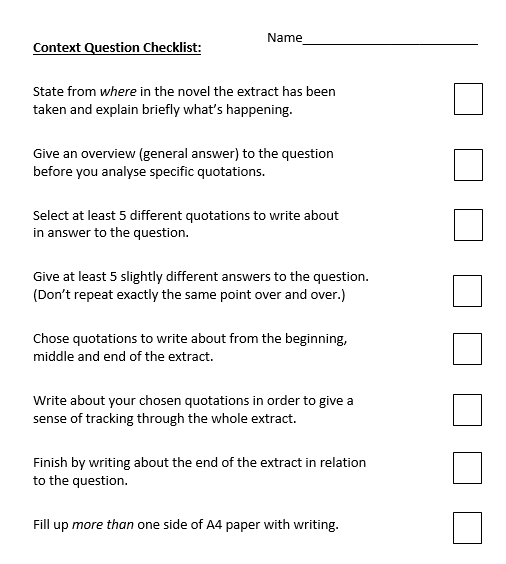 Name
Context Question Checklist:
State from where in the novel the extract has been
taken and explain briefly what's happening.
Give an overview (general answer) to the question
before you analyse specific quotations.
Select at least 5 different quotations to write about
in answer to the question.
Give at least 5 slightly different answers to the question.
(Don't repeat exactly the same point over and over.)
Chose quotations to write about from the beginning,
middle and end of the extract.
Write about your chosen quotations in order to give a
sense of tracking through the whole extract.
Finish by writing about the end of the extract in relation
to the question.
Fill up more than one side of A4 paper with writing.